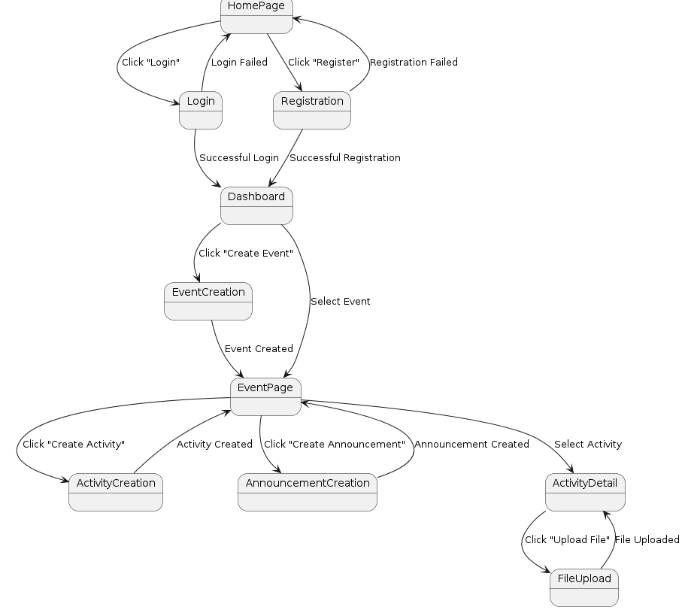 HomePage
Click "Login"
Login Failed
Click "Register"
Registration Failed
Login
Registration
Successful Login
Successful Registration
Dashboard
Click "Create Event"
EventCreation
Select Event
Event Created
EventPage
Click "Create Activity"
Activity Created
Click "Create Announcement"
Announcement Created
Select Activity
ActivityCreation
AnnouncementCreation
ActivityDetail
Click "Upload File"
File Uploaded
FileUpload